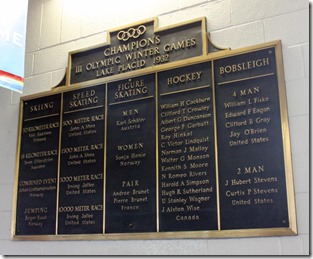 CHAMPIONS
III OLYMPIC WINTER GAMES
LAKE PLACID 1932
SKIING
18 KILOMETER RACE
COMBINED EVENT
JUMPING
SPEED
SKATING
500 METER RACE
John A. Shea
United States
1500 METER RACE
John A. Shea
United States
5000 METER RACE
Irving Jaffee
United States
10000 METER RACE
Irving Jaffee
United States
FIGURE
SKATING
MEN
Karl Schäfer
Austria
WOMEN
Sonja Henie
Norway
PAIR
Andrée Brunet
Pierre Brunet
France
HOCKEY
William H Cockburn
Clifford T Crowley
Albert G Duncanson
George F Garbutt
Roy Hinkel
C Victor Lindquist
Norman J Malloy
Walter G Monson
Kenneth S Moore
N Romeo Rivers
Harold A Simpson
Hugh R Sutherland
U Stanley Wagner
J Alston Wise
Canada
BOBSLEIGH
4 MAN
William L Fiske
Edward F Eagan
Clifford B Gray
Jay O'Brien
United States
2 MAN
J Hubert Stevens
Curtis P Stevens
United States